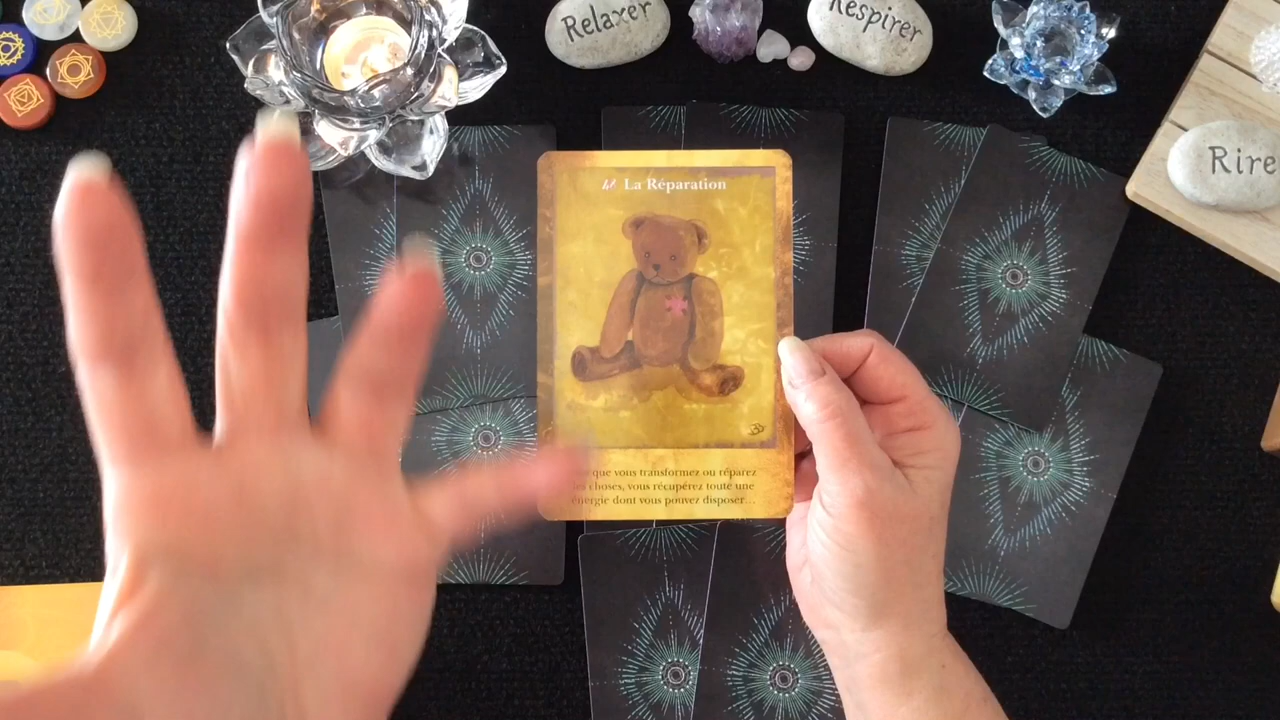 Relaxer
Respirer
Rire
La Réparation
que vous transformez ou réparez
les choses, vous récupérez toute une
énergie dont vous pouvez disposer…